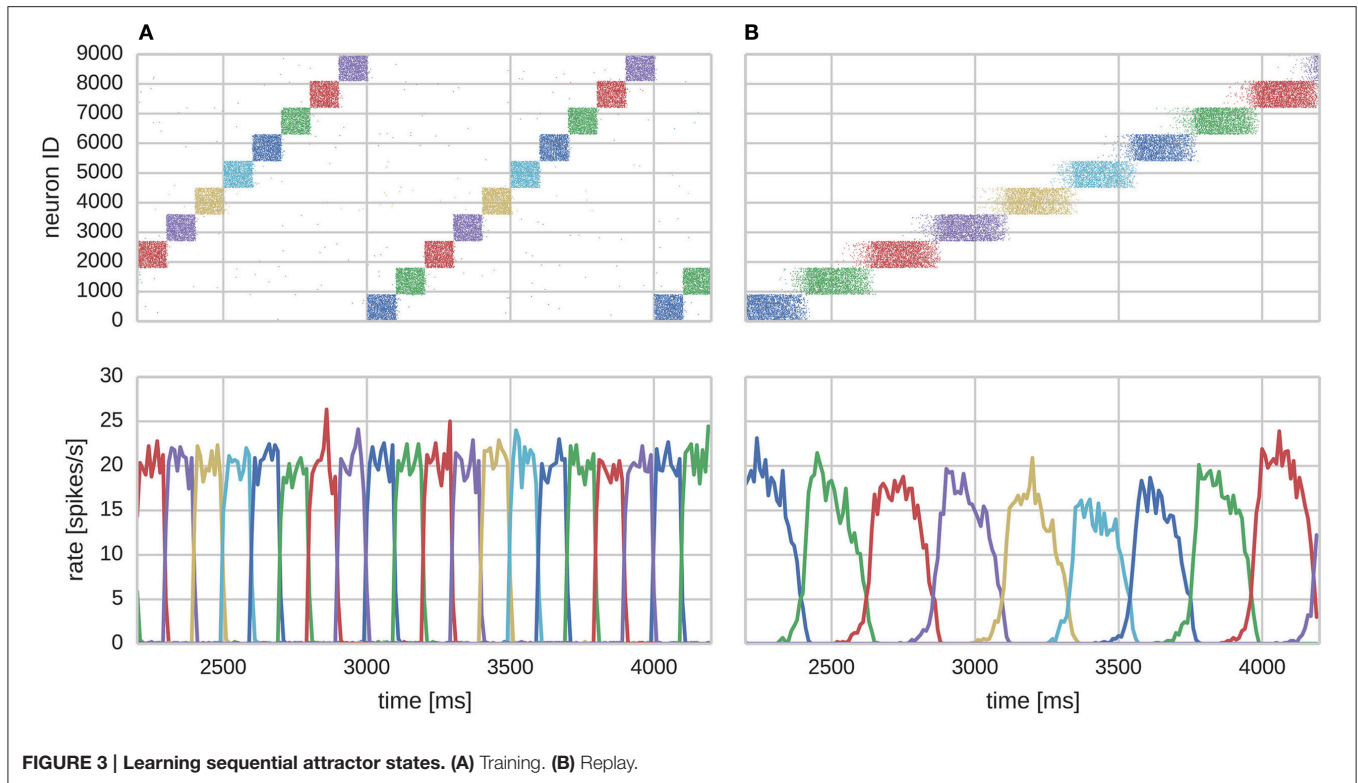 A
B
9000
8000
7000
6000
5000
4000
3000
2000
1000
0
neuron ID
30
25
20
15
10
5
0
rate [spikes/s]
2500 3000 3500 4000
time [ms]
2500 3000 3500 4000
time [ms]
FIGURE 3 | Learning sequential attractor states. (A) Training. (B) Replay.